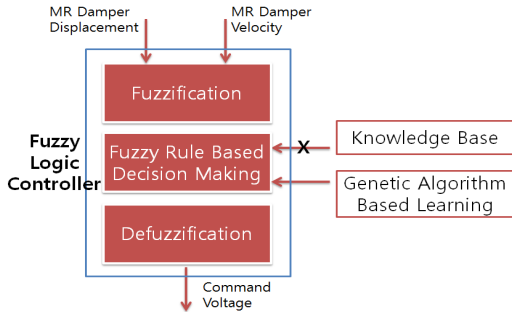 MR Damper
Displacement
MR Damper
Velocity
Fuzzification
Fuzzy
Logic
Controller
Fuzzy Rule Based
Decision Making
X
Knowledge Base
Genetic Algorithm
Based Learning
Defuzzification
Command
Voltage